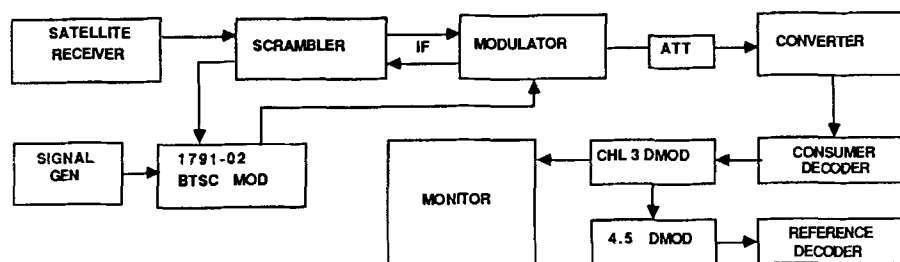 SATELLITE
RECEIVER
SCRAMBLER
IF
MODULATOR
ATT
CONVERTER
SIGNAL
GEN
1791-02
BTSC MOD
MONITOR
CHL 3 DMOD
CONSUMER
DECODER
4.5 DMOD
REFERENCE
DECODER